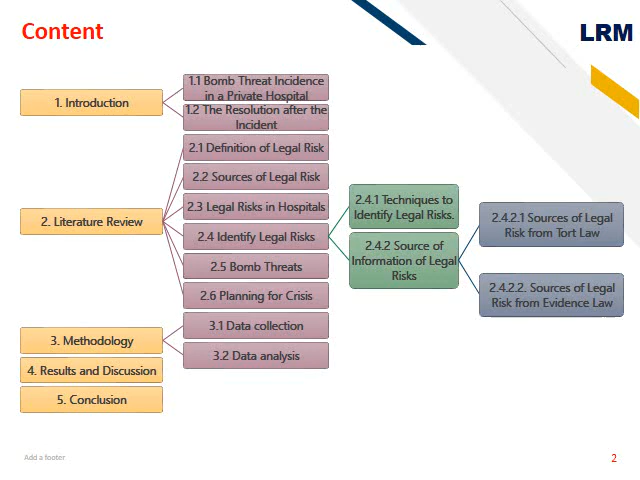 Content
LRM
1. Introduction
1.1 Bomb Threat Incidence
in a Private Hospital
1.2 The Resolution after the
Incident
2. Literature Review
2.1 Definition of Legal Risk
2.2 Sources of Legal Risk
2.3 Legal Risks in Hospitals
2.4 Identify Legal Risks
2.4.1 Techniques to
Identify Legal Risks.
2.4.2 Source of
Information of Legal
Risks
2.4.2.1 Sources of Legal
Risk from Tort Law
2.4.2.2. Sources of Legal
Risk from Evidence Law
2.5 Bomb Threats
2.6 Planning for Crisis
3. Methodology
3.1 Data collection
3.2 Data analysis
4. Results and Discussion
5. Conclusion
Add a footer
2